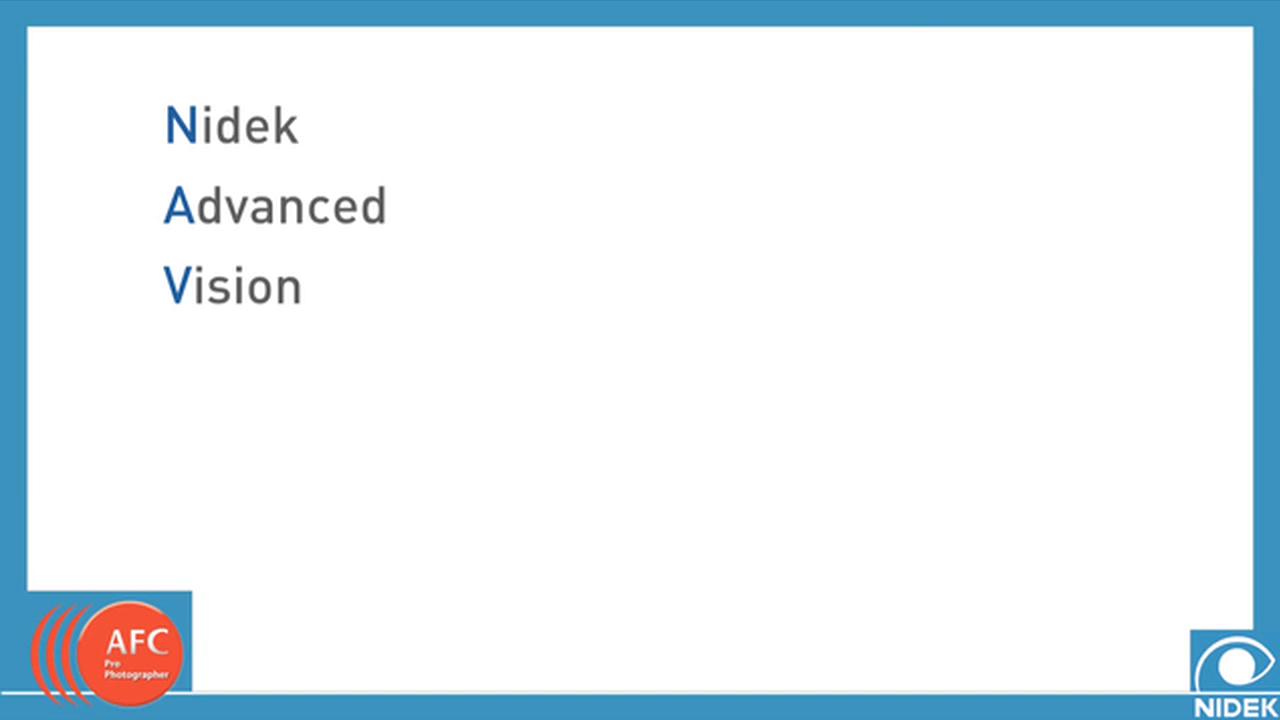 Nidek
Advanced
Vision
AFC
Pro
Photographer
NIDEK